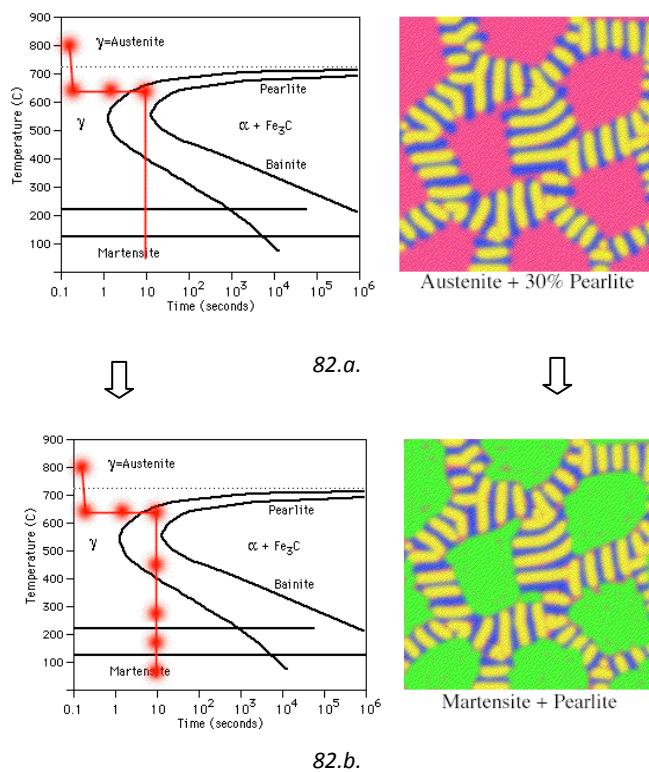 900
800
700
600
500
400
300
200
100
Temperature (C)
γ=Austenite
Pearlite
γ
α + Fe₃C
Bainite
Martensite
0.1 1 10 10² 10³ 10⁴ 10⁵ 10⁶
Time (seconds)
Austenite + 30% Pearlite
82.a.
900
800
700
600
500
400
300
200
100
Temperature (C)
γ=Austenite
Pearlite
γ
α + Fe₃C
Bainite
Martensite
0.1 1 10 10² 10³ 10⁴ 10⁵ 10⁶
Time (seconds)
Martensite + Pearlite
82.b.